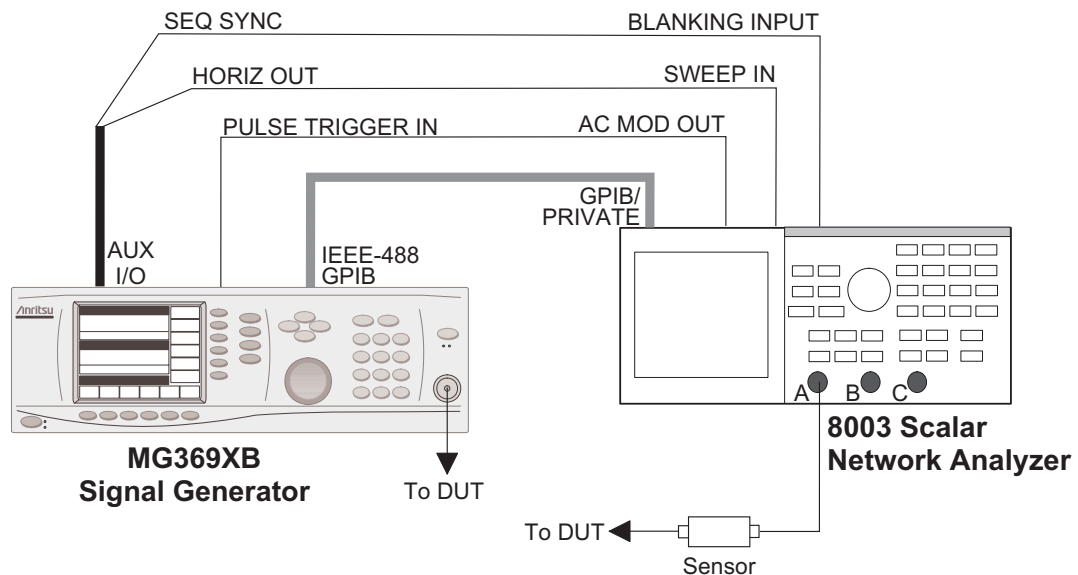 SEQ SYNC
BLANKING INPUT
HORIZ OUT
SWEEP IN
PULSE TRIGGER IN
AC MOD OUT
GPIB/
PRIVATE
AUX
I/O
IEEE-488
GPIB
Anritsu
A
B
C
MG369XB
Signal Generator
To DUT
8003 Scalar
Network Analyzer
To DUT
Sensor